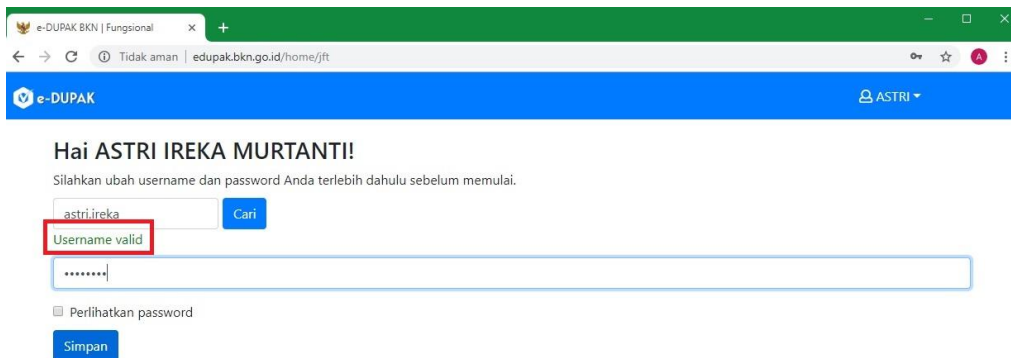 e-DUPAK BKN | Fungsional
Tidak aman | edupak.bkn.go.id/home/jft
A
e-DUPAK
ASTRI
Hai ASTRI IREKA MURTANTI!
Silahkan ubah username dan password Anda terlebih dahulu sebelum memulai.
astri.ireka Cari
Username valid
••••••••
Perlihatkan password
Simpan